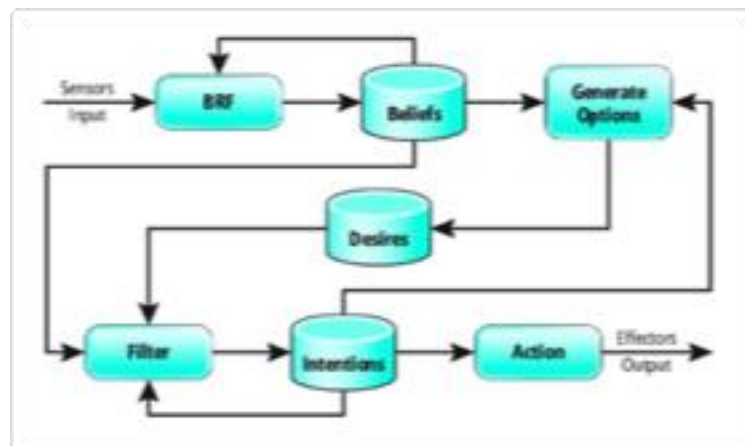 Sensors
Input
BRF
Beliefs
Generate
Options
Desires
Filter
Intentions
Action
Effectors
Output